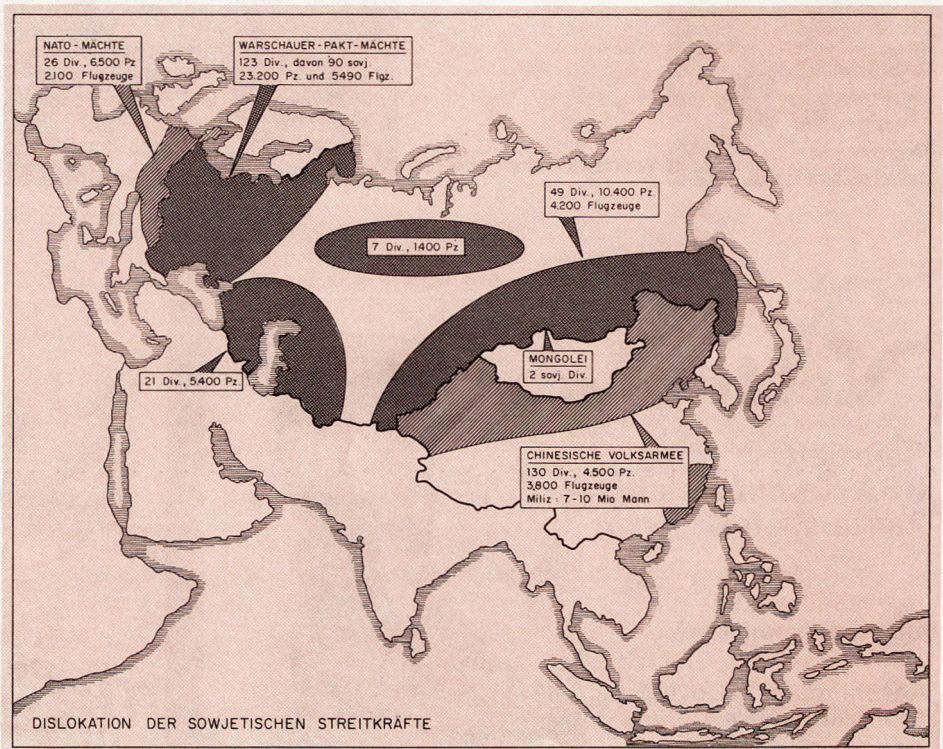 NATO - MÄCHTE
26 Div., 6.500 Pz
2.100 Flugzeuge
WARSCHAUER - PAKT - MÄCHTE
123 Div., davon 90 sovj.
23.200 Pz. und 5490 Flgz.
49 Div., 10.400 Pz.
4.200 Flugzeuge
7 Div., 1.400 Pz
MONGOLEI
2 sovj. Div.
21 Div., 5.400 Pz.
CHINESISCHE VOLKSARMEE
130 Div., 4.500 Pz.
3,800 Flugzeuge
Miliz : 7-10 Mio Mann
DISLOKATION DER SOWJETISCHEN STREITKRÄFTE